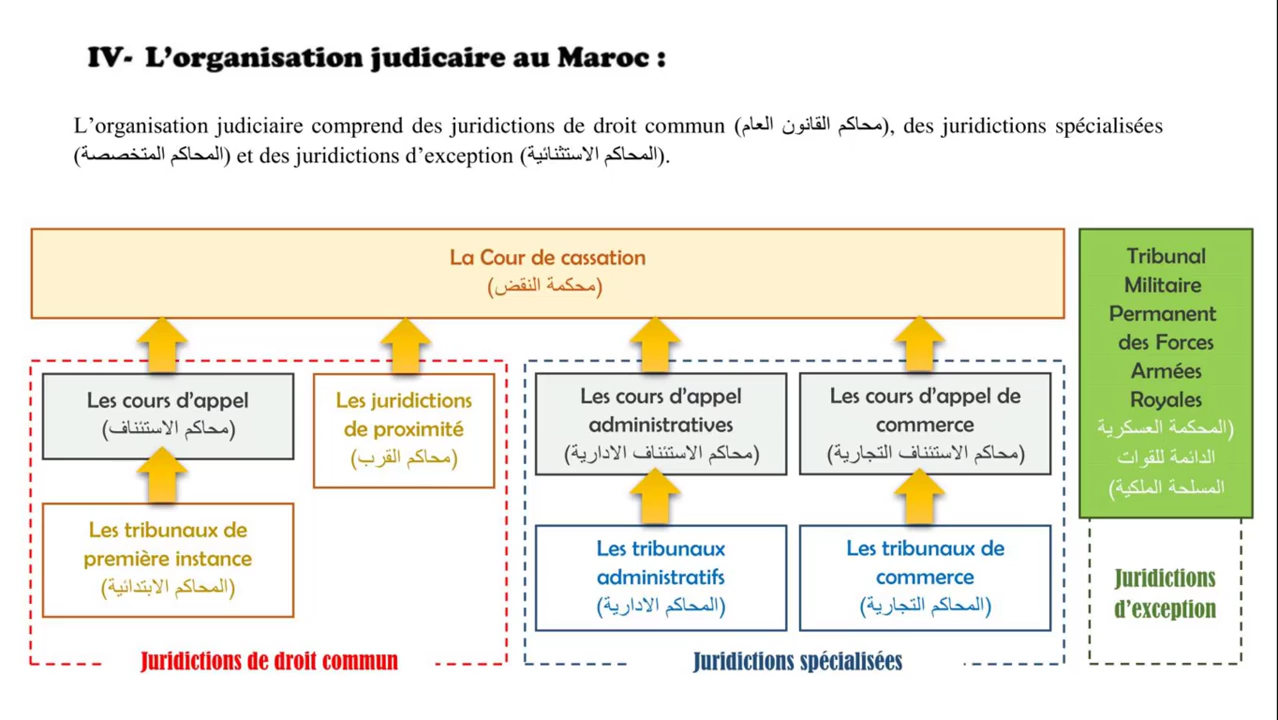 IV- L’organisation judicaire au Maroc :
L’organisation judiciaire comprend des juridictions de droit commun (محاكم القانون العام), des juridictions spécialisées
(المحاكم المتخصصة) et des juridictions d’exception (المحاكم الاستثنائية).
La Cour de cassation
(محكمة النقض)
Les cours d’appel
(محاكم الاستئناف)
Les juridictions
de proximité
(محاكم القرب)
Les tribunaux de
première instance
(المحاكم الابتدائية)
Juridictions de droit commun
Les cours d’appel
administratives
(محاكم الاستئناف الادارية)
Les cours d’appel de
commerce
(محاكم الاستئناف التجارية)
Les tribunaux
administratifs
(المحاكم الادارية)
Les tribunaux de
commerce
(المحاكم التجارية)
Juridictions spécialisées
Tribunal
Militaire
Permanent
des Forces
Armées
Royales
(المحكمة العسكرية
الدائمة للقوات
المسلحة الملكية)
Juridictions
d’exception